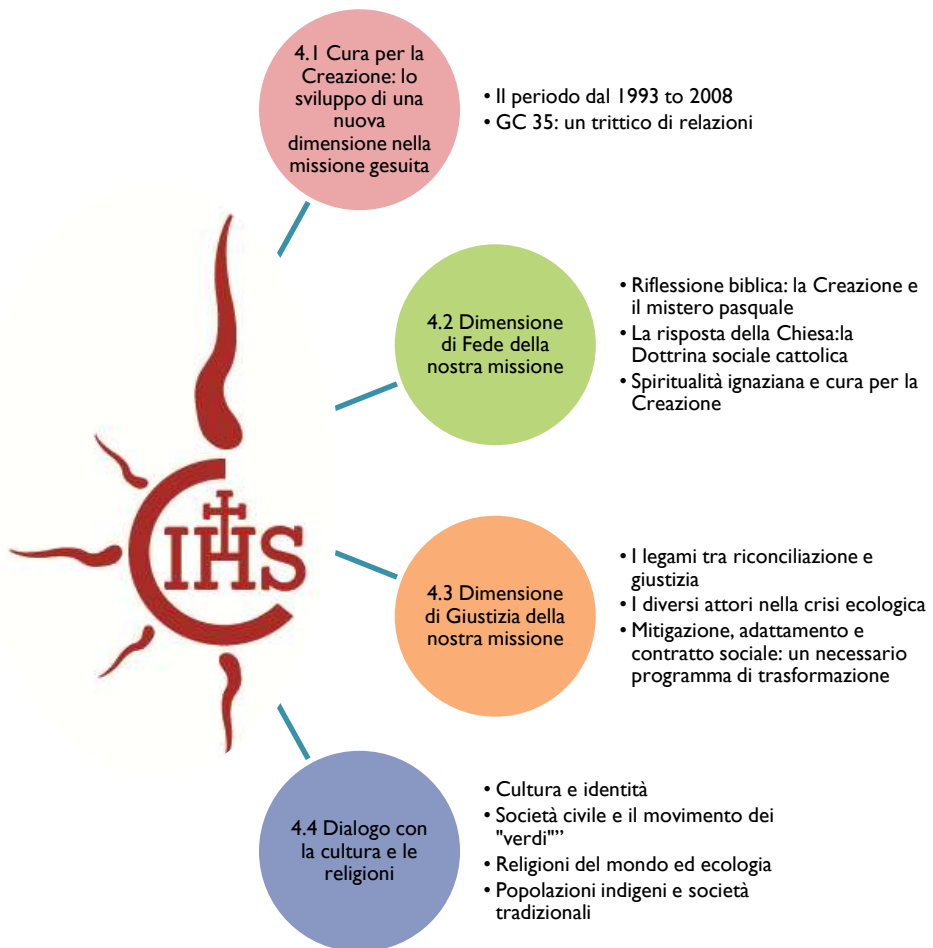 4.1 Cura per la
Creazione: lo
sviluppo di una
nuova
dimensione nella
missione gesuita
• Il periodo dal 1993 to 2008
• GC 35: un trittico di relazioni
4.2 Dimensione
di Fede della
nostra missione
• Riflessione biblica: la Creazione e
il mistero pasquale
• La risposta della Chiesa:la
Dottrina sociale cattolica
• Spiritualità ignaziana e cura per la
Creazione
IHS
4.3 Dimensione
di Giustizia della
nostra missione
• I legami tra riconciliazione e
giustizia
• I diversi attori nella crisi ecologica
• Mitigazione, adattamento e
contratto sociale: un necessario
programma di trasformazione
4.4 Dialogo con
la cultura e le
religioni
• Cultura e identità
• Società civile e il movimento dei
"verdi"”
• Religioni del mondo ed ecologia
• Popolazioni indigeni e società
tradizionali